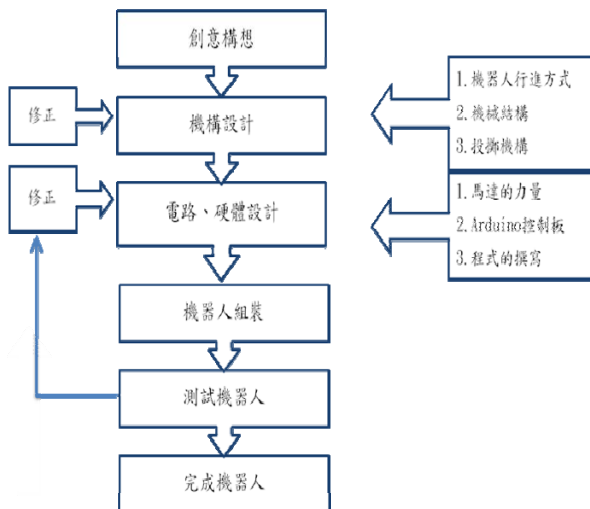 創意構想
修正
機構設計
1.機器人行進方式
2.機械結構
3.投擲機構
修正
電路、硬體設計
1.馬達的力量
2.Arduino控制板
3.程式的撰寫
機器人組裝
測試機器人
完成機器人